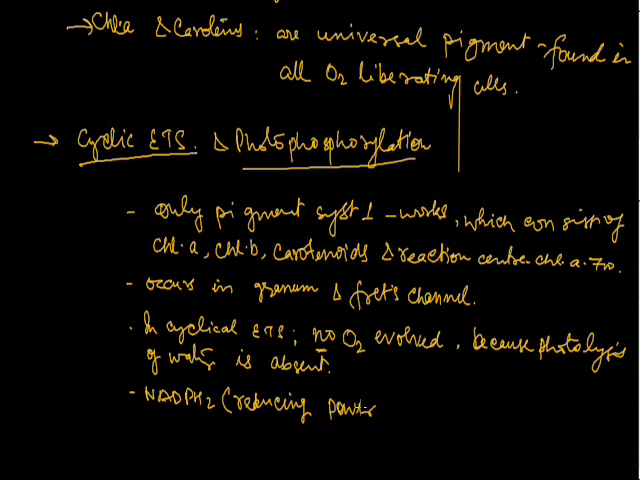 → Chl.a & Carotens : are universal pigment - found in
all O2 liberating cells.
→ Cyclic ETS. & Photophosphorylation
- only pigment syst 1 - works, which consist of
chl. a, chl. b, carotenoids & reaction centre chl. a. 700.
- occurs in granum & fret's channel.
· In cyclical ETS; no O2 evolved, because photolysis
of water is absent.
- NADPH2 (reducing power